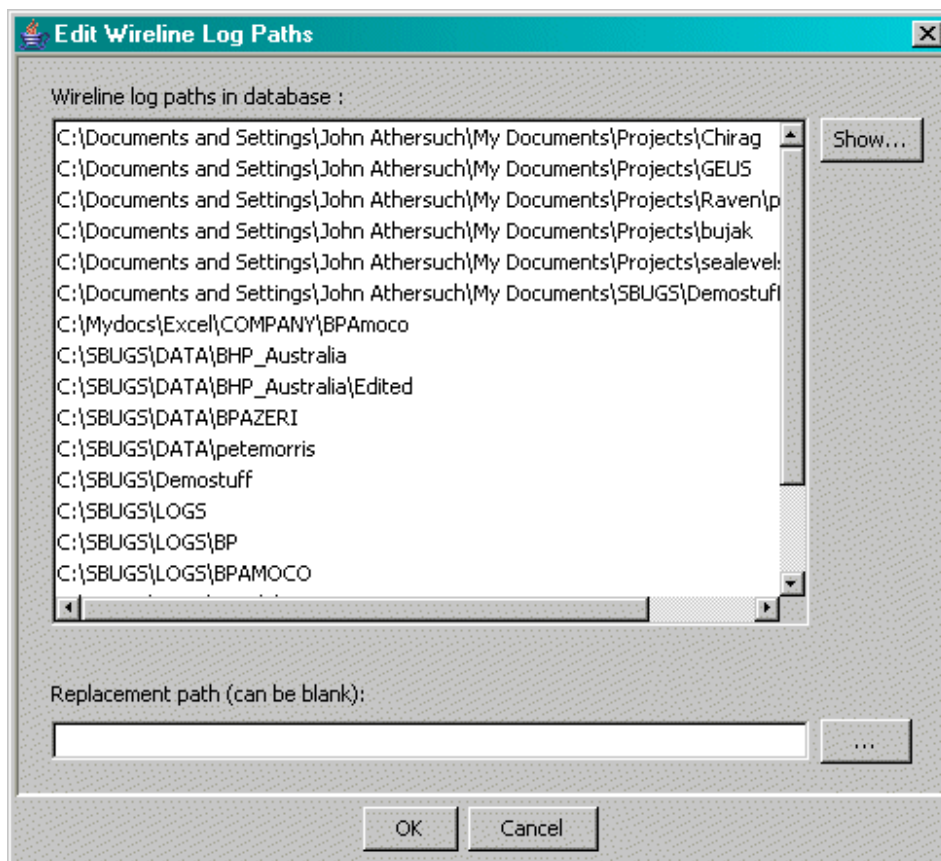 Edit Wireline Log Paths
Wireline log paths in database :
C:\Documents and Settings\John Athersuch\My Documents\Projects\Chirag
Show...
C:\Documents and Settings\John Athersuch\My Documents\Projects\GEUS
C:\Documents and Settings\John Athersuch\My Documents\Projects\Raven\p
C:\Documents and Settings\John Athersuch\My Documents\Projects\bujak
C:\Documents and Settings\John Athersuch\My Documents\Projects\sealevels
C:\Documents and Settings\John Athersuch\My Documents\SBUGS\Demostuff
C:\Mydocs\Excel\COMPANY\BPAmoco
C:\SBUGS\DATA\BHP_Australia
C:\SBUGS\DATA\BHP_Australia\Edited
C:\SBUGS\DATA\BPAZERI
C:\SBUGS\DATA\petemorris
C:\SBUGS\Demostuff
C:\SBUGS\LOGS
C:\SBUGS\LOGS\BP
C:\SBUGS\LOGS\BPAMOCO
Replacement path (can be blank):
...
OK
Cancel